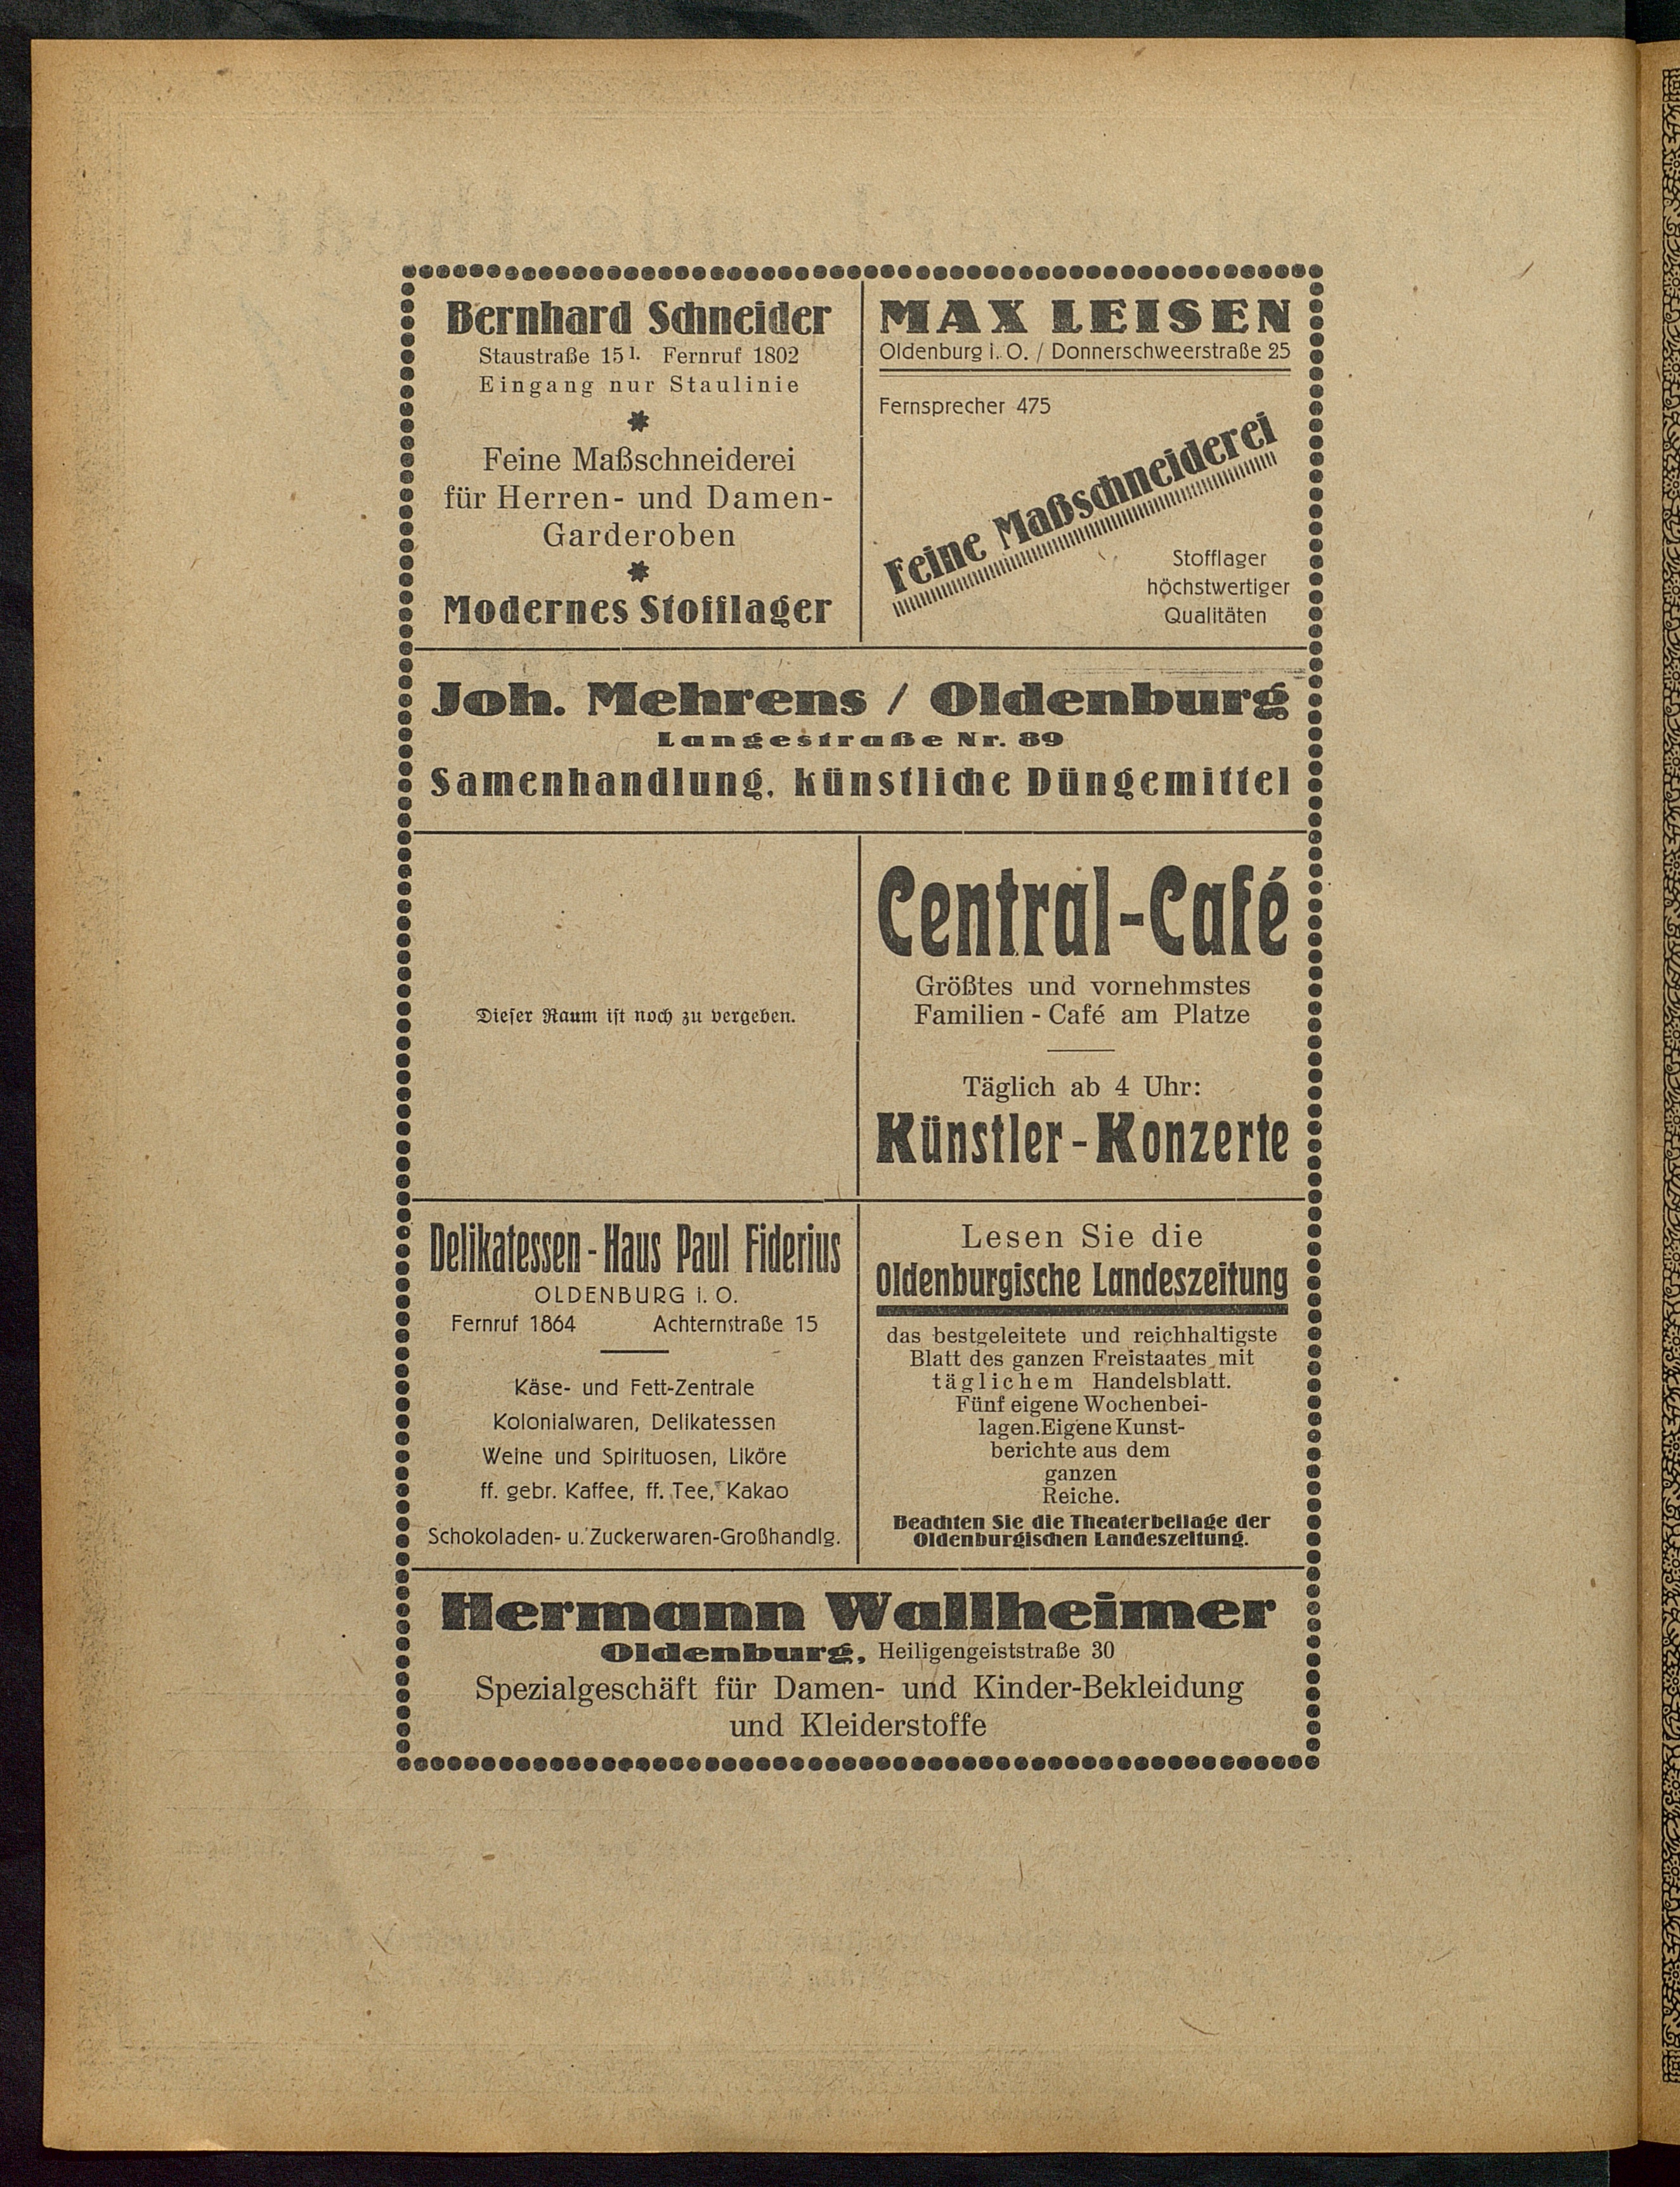 Bernhard Schneider
Staustraße 15 I. Fernruf 1802
Eingang nur Staulinie
Feine Maßschneiderei
für Herren- und Damen-
Garderoben
Modernes Stofflager
MAX LEISEN
Oldenburg i. O. / Donnerschweerstraße 25
Fernsprecher 475
Feine Maßschneiderei
Stofflager
höchstwertiger
Qualitäten
Joh. Mehrens / Oldenburg
Langestraße Nr. 89
Samenhandlung, künstliche Düngemittel
Dieser Raum ist noch zu vergeben.
Central-Café
Größtes und vornehmstes
Familien-Café am Platze
Täglich ab 4 Uhr:
Künstler-Konzerte
Delikatessen-Haus Paul Fiderius
OLDENBURG i. O.
Fernruf 1864 Achternstraße 15
Käse- und Fett-Zentrale
Kolonialwaren, Delikatessen
Weine und Spirituosen, Liköre
ff. gebr. Kaffee, ff. Tee, Kakao
Schokoladen- u. Zuckerwaren-Großhandlg.
Lesen Sie die
Oldenburgische Landeszeitung
das bestgeleitete und reichhaltigste
Blatt des ganzen Freistaates mit
täglichem Handelsblatt.
Fünf eigene Wochenbei-
lagen. Eigene Kunst-
berichte aus dem
ganzen
Reiche.
Beachten Sie die Theaterbeilage der
Oldenburgischen Landeszeitung.
Hermann Wallheimer
Oldenburg, Heiligengeiststraße 30
Spezialgeschäft für Damen- und Kinder-Bekleidung
und Kleiderstoffe